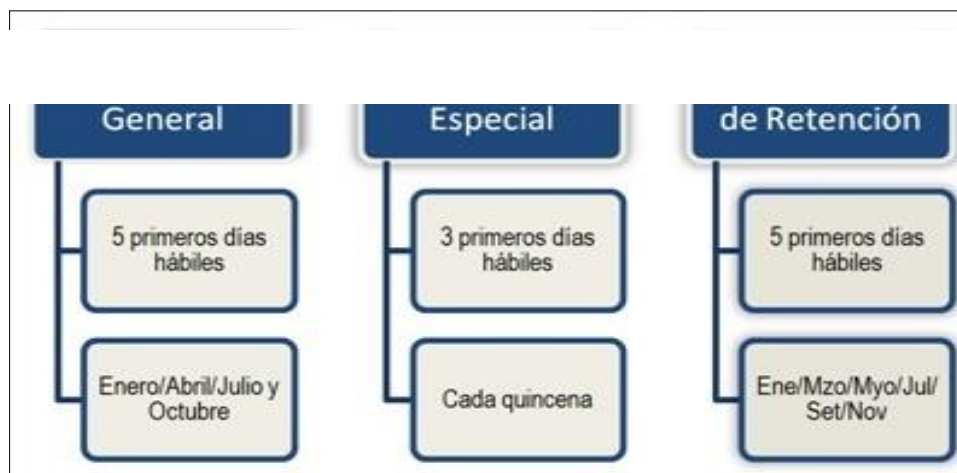 General
5 primeros días
hábiles
Enero/Abril/Julio y
Octubre
Especial
3 primeros días
hábiles
Cada quincena
de Retención
5 primeros días
hábiles
Ene/Mzo/Myo/Jul/
Set/Nov